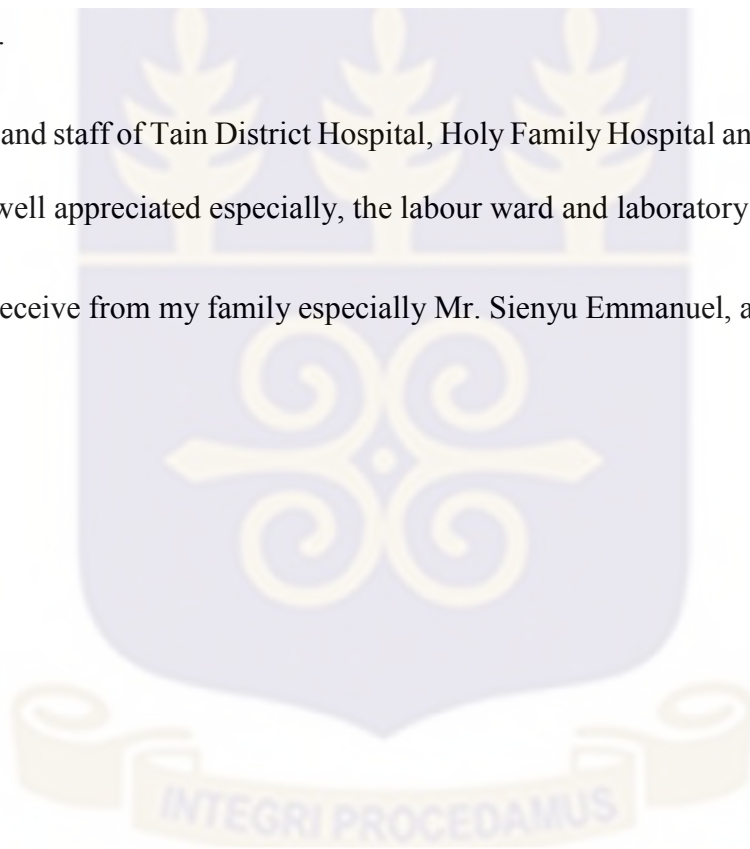 and staff of Tain District Hospital, Holy Family Hospital an
well appreciated especially, the labour ward and laboratory
eceive from my family especially Mr. Sienyu Emmanuel, a
INTEGRI PROCEDAMUS